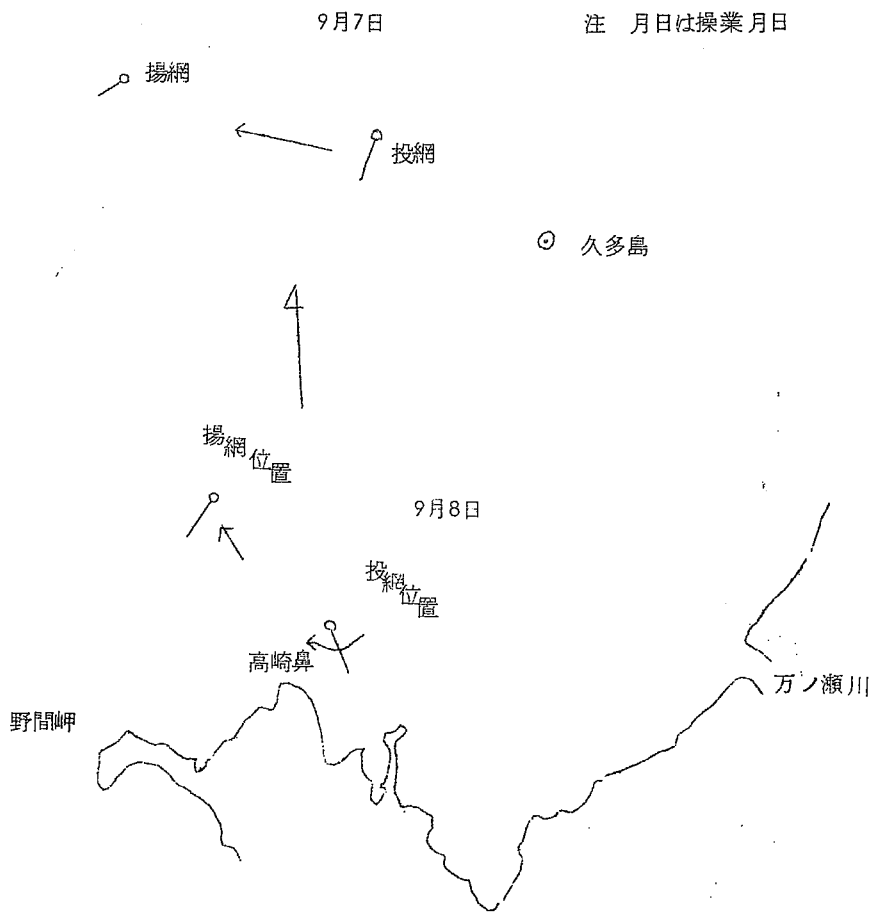 9月7日
注　月日は操業月日
揚網
投網
久多島
揚網位置
9月8日
投網位置
高崎鼻
万ノ瀬川
野間岬